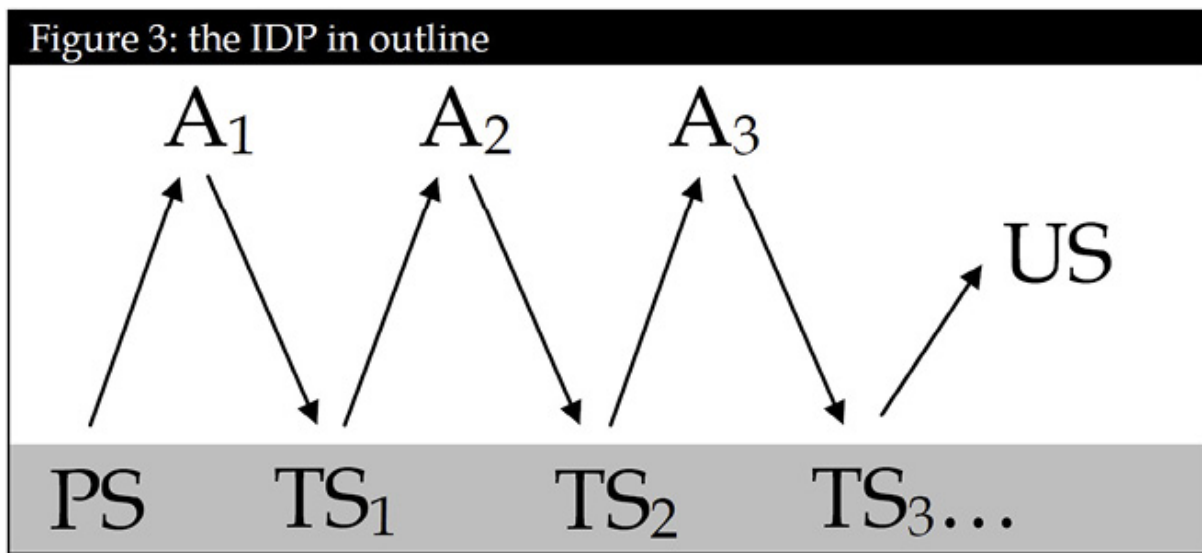 Figure 3: the IDP in outline
A₁ A₂ A₃
US
PS TS₁ TS₂ TS₃...